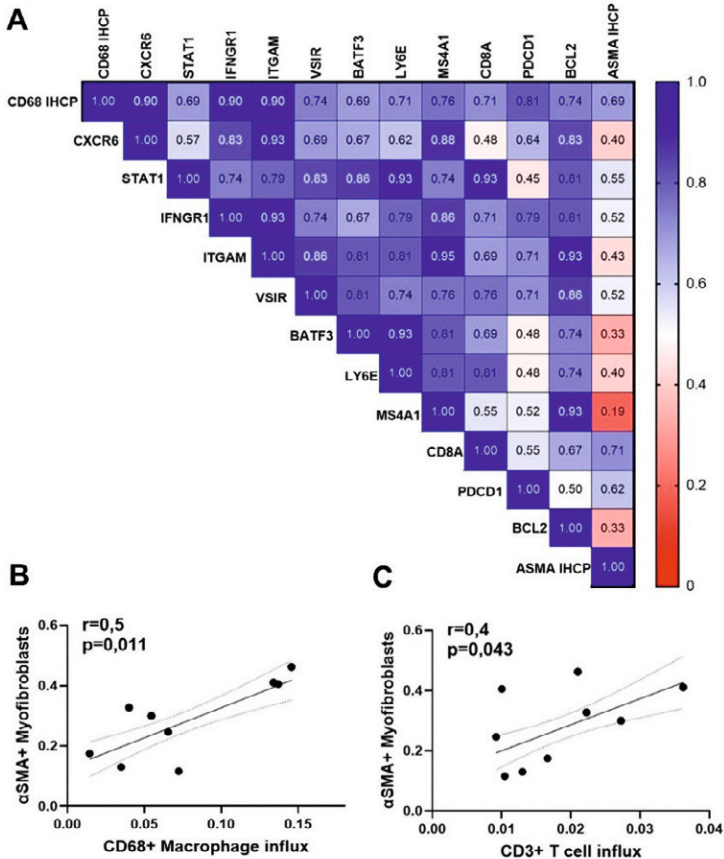 A
CD68 IHCP CXCR6 STAT1 IFNGR1 ITGAM VSIR BATF3 LY6E MS4A1 CD8A PDCD1 BCL2 ASMA IHCP
CD68 IHCP 1.00 0.90 0.69 0.90 0.90 0.74 0.69 0.71 0.76 0.71 0.81 0.74 0.69
CXCR6 1.00 0.57 0.83 0.93 0.69 0.67 0.62 0.88 0.48 0.64 0.83 0.40
STAT1 1.00 0.74 0.79 0.83 0.86 0.93 0.74 0.93 0.45 0.81 0.55
IFNGR1 1.00 0.93 0.74 0.67 0.79 0.86 0.71 0.79 0.81 0.52
ITGAM 1.00 0.86 0.81 0.81 0.95 0.69 0.71 0.93 0.43
VSIR 1.00 0.81 0.74 0.76 0.76 0.71 0.86 0.52
BATF3 1.00 0.93 0.81 0.69 0.48 0.74 0.33
LY6E 1.00 0.81 0.81 0.48 0.74 0.40
MS4A1 1.00 0.55 0.52 0.93 0.19
CD8A 1.00 0.55 0.67 0.71
PDCD1 1.00 0.50 0.62
BCL2 1.00 0.33
ASMA IHCP 1.00
1.0
0.8
0.6
0.4
0.2
0
B
r=0,5
p=0,011
αSMA+ Myofibroblasts
0.6
0.4
0.2
0.0
0.00 0.05 0.10 0.15
CD68+ Macrophage influx
C
r=0,4
p=0,043
αSMA+ Myofibroblasts
0.6
0.4
0.2
0.0
0.00 0.01 0.02 0.03 0.04
CD3+ T cell influx